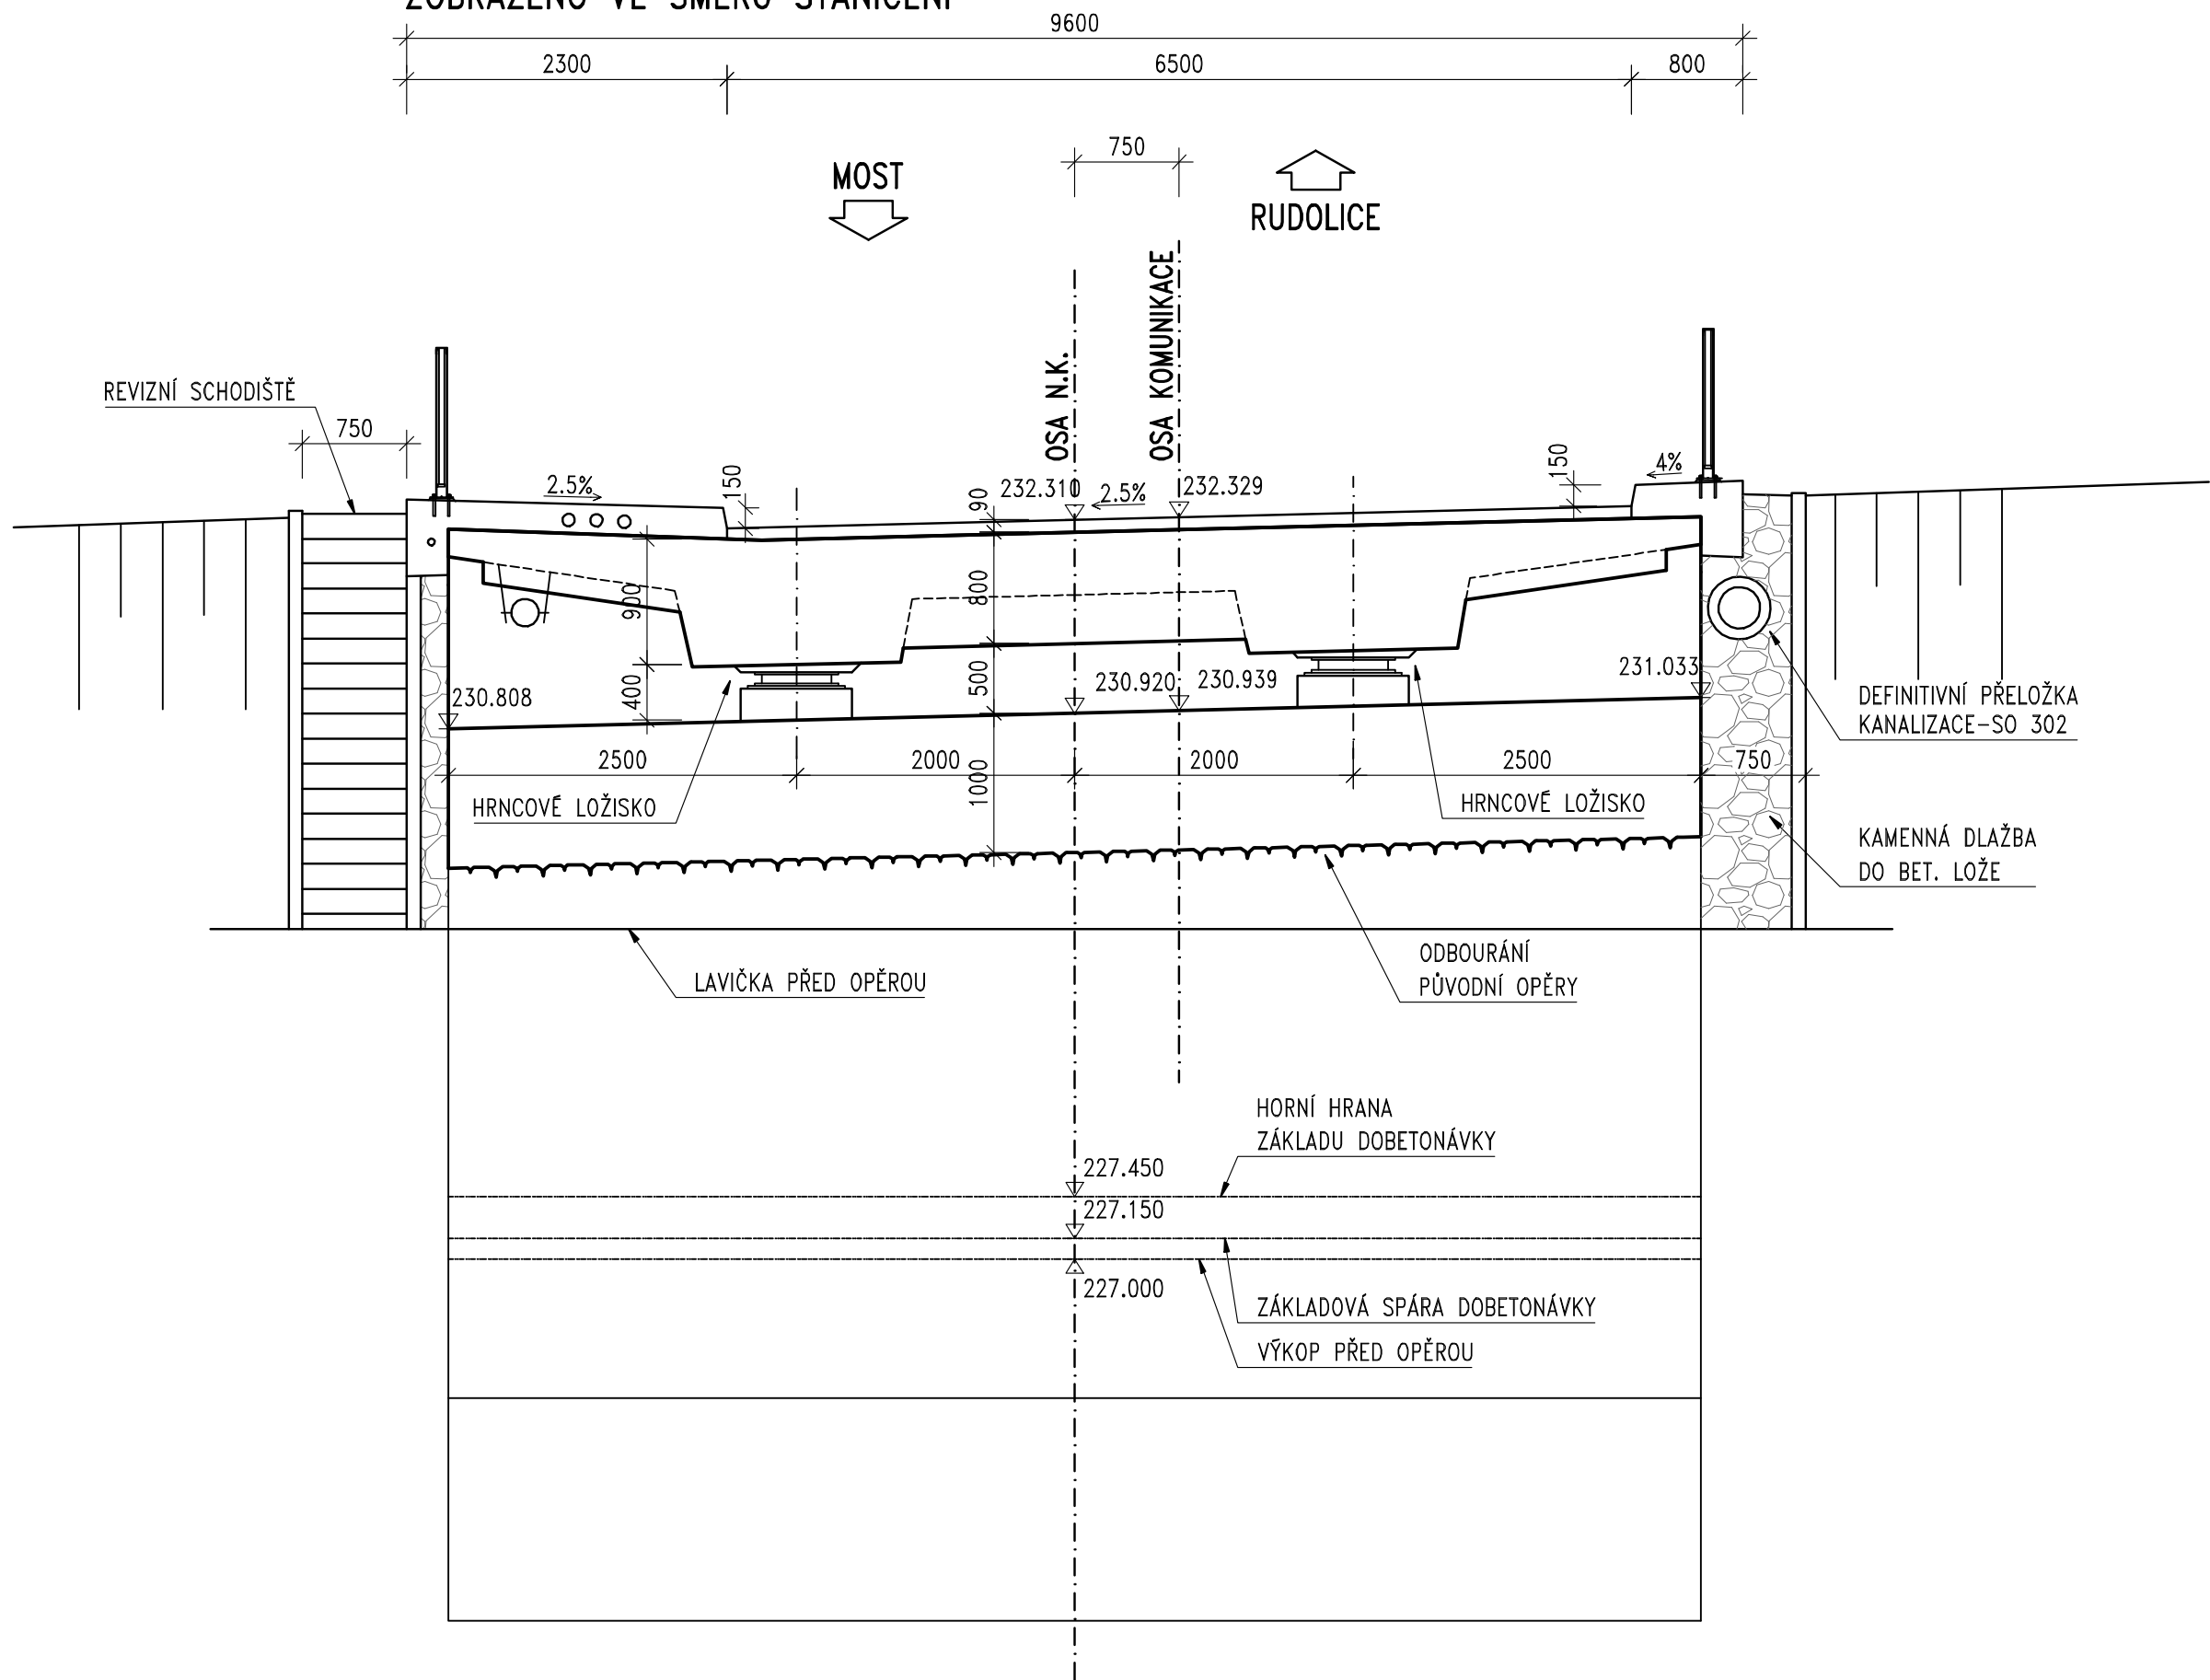 ZOBRAZENO VE SMĚRU STANIČENÍ
9600
2300
6500
800
750
MOST
RUDOLICE
OSA N.K.
OSA KOMUNIKACE
REVIZNÍ SCHODIŠTĚ
750
2.5%
150
232.310
90
2.5%
232.329
150
4%
900
800
400
500
230.808
230.920
230.939
231.033
DEFINITIVNÍ PŘELOŽKA
KANALIZACE-SO 302
2500
2000
2000
2500
750
1000
HRNCOVÉ LOŽISKO
HRNCOVÉ LOŽISKO
KAMENNÁ DLAŽBA
DO BET. LOŽE
LAVIČKA PŘED OPĚROU
ODBOURÁNÍ
PŮVODNÍ OPĚRY
HORNÍ HRANA
ZÁKLADU DOBETONÁVKY
227.450
227.150
227.000
ZÁKLADOVÁ SPÁRA DOBETONÁVKY
VÝKOP PŘED OPĚROU